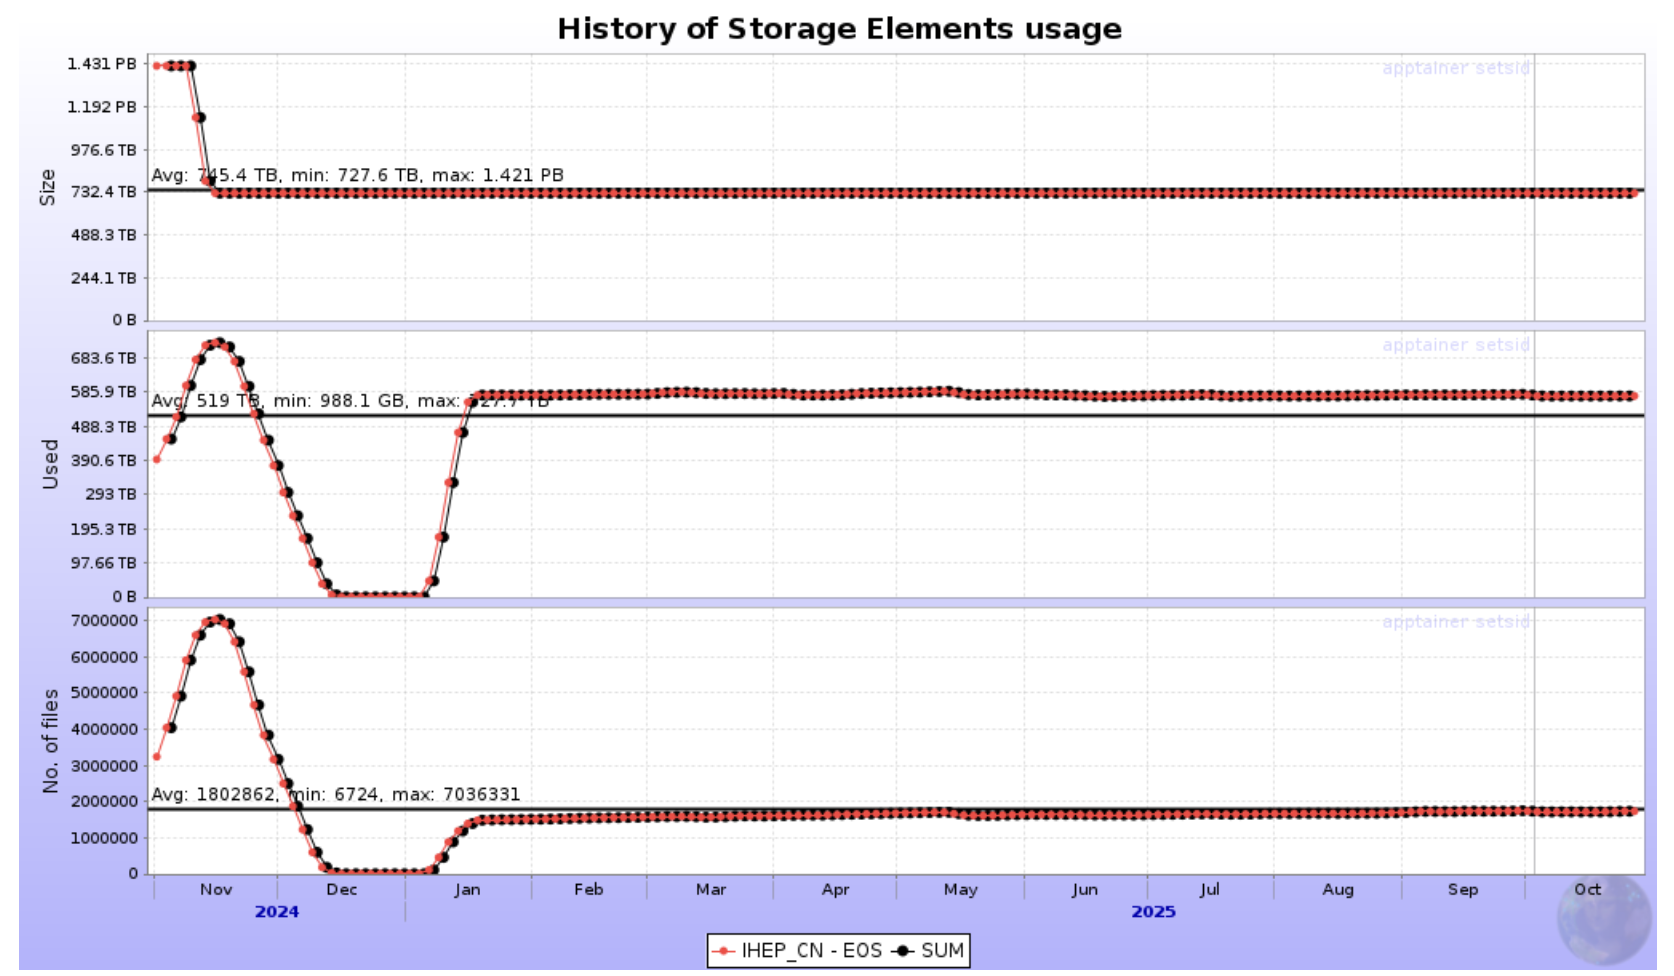 History of Storage Elements usage
Size
1.431 PB
1.192 PB
976.6 TB
732.4 TB
488.3 TB
244.1 TB
0 B
apptainer setsid
Avg: 745.4 TB, min: 727.6 TB, max: 1.421 PB
Used
683.6 TB
585.9 TB
488.3 TB
390.6 TB
293 TB
195.3 TB
97.66 TB
0 B
apptainer setsid
Avg: 519 TB, min: 988.1 GB, max: 727.7 TB
No. of files
7000000
6000000
5000000
4000000
3000000
2000000
1000000
0
apptainer setsid
Avg: 1802862, min: 6724, max: 7036331
Nov Dec Jan Feb Mar Apr May Jun Jul Aug Sep Oct
2024 2025
IHEP_CN - EOS SUM